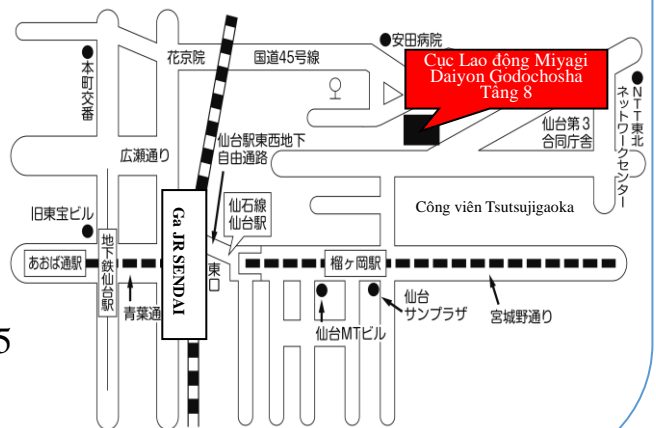 安田病院
Cục Lao động Miyagi
Daiyon Godochosha
Tầng 8
花京院
国道45号線
本町交番
NTT東北
ネットワークセンター
仙台駅東西地下
自由通路
仙台第3
合同庁舎
広瀬通り
仙石線
仙台駅
Công viên Tsutsujigaoka
旧東宝ビル
地下鉄仙台駅
Ga JR SENDAI
東口
あおば通駅
榴ヶ岡駅
青葉通
仙台
サンプラザ
宮城野通り
仙台MTビル
5